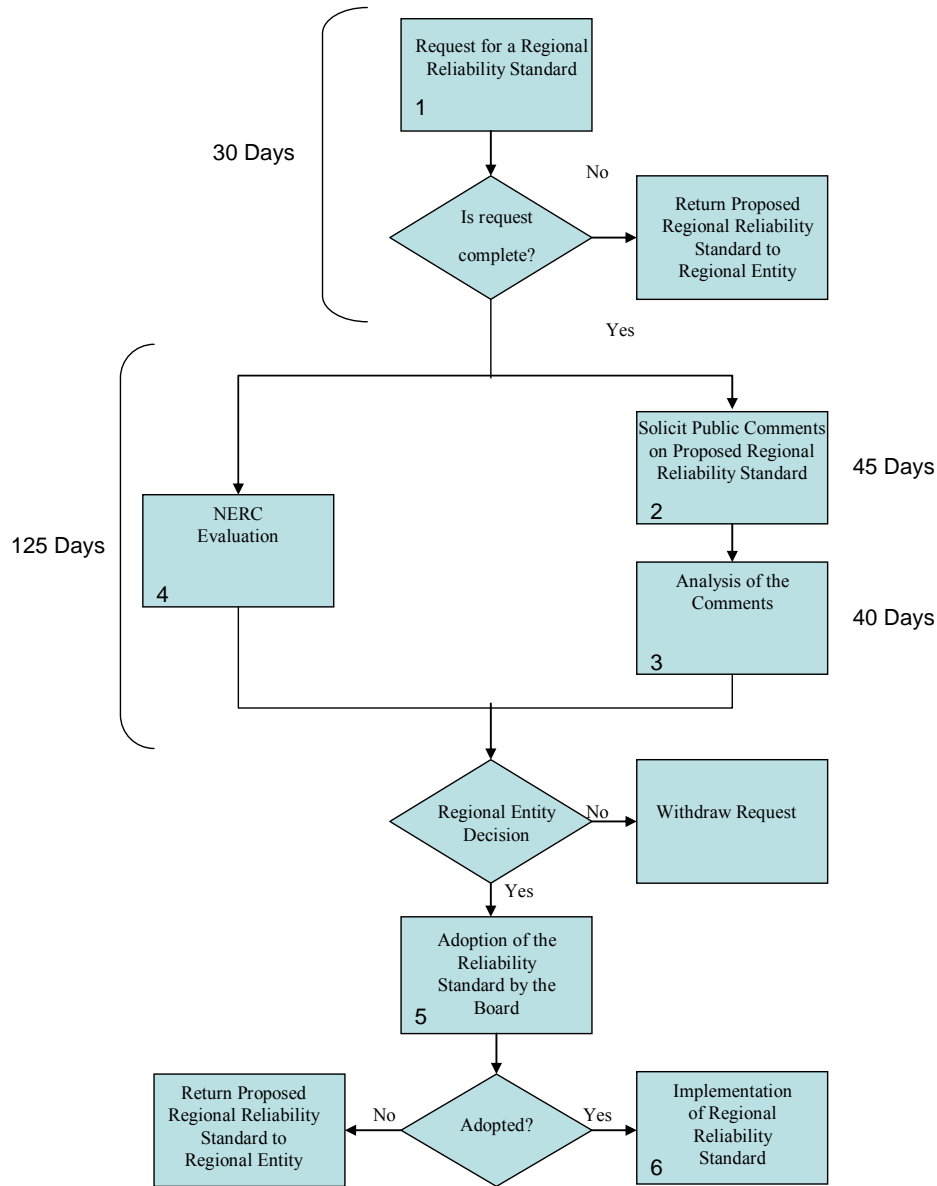 Request for a Regional
Reliability Standard
1
30 Days
No
Is request
complete?
Return Proposed
Regional Reliability
Standard to
Regional Entity
Yes
Solicit Public Comments
on Proposed Regional
Reliability Standard
2
45 Days
NERC
Evaluation
4
125 Days
Analysis of the
Comments
3
40 Days
Regional Entity
Decision
No
Withdraw Request
Yes
Adoption of the
Reliability
Standard by the
Board
5
Return Proposed
Regional Reliability
Standard to
Regional Entity
No
Adopted?
Yes
Implementation
of Regional
Reliability
Standard
6